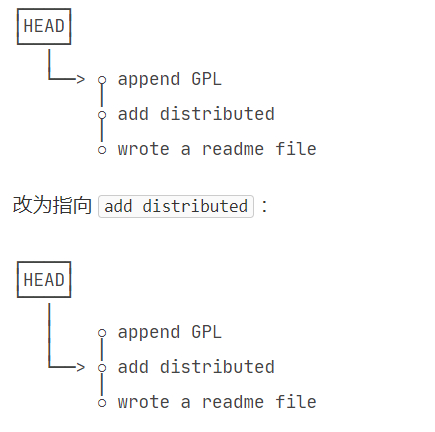 HEAD
append GPL
add distributed
wrote a readme file
改为指向 add distributed :
HEAD
append GPL
add distributed
wrote a readme file